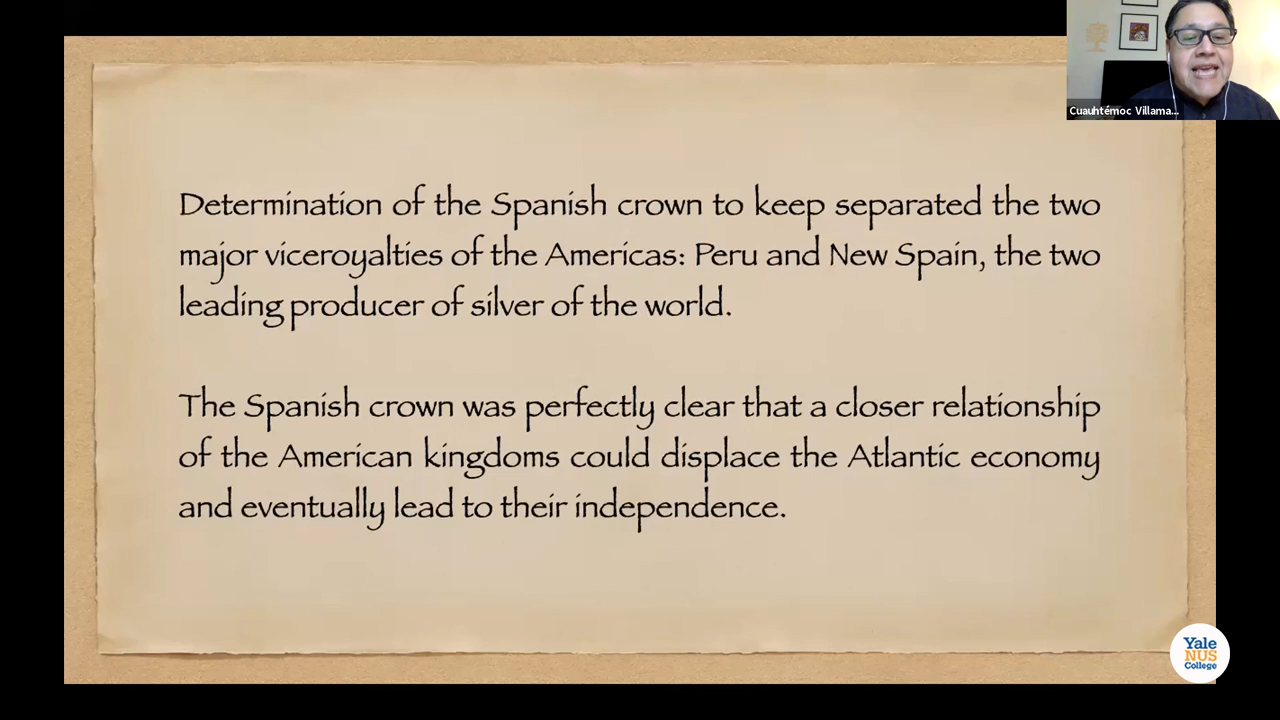 Cuauhtémoc Villama...
Determination of the Spanish crown to keep separated the two
major viceroyalties of the Americas: Peru and New Spain, the two
leading producer of silver of the world.
The Spanish crown was perfectly clear that a closer relationship
of the American kingdoms could displace the Atlantic economy
and eventually lead to their independence.
Yale
NUS
College